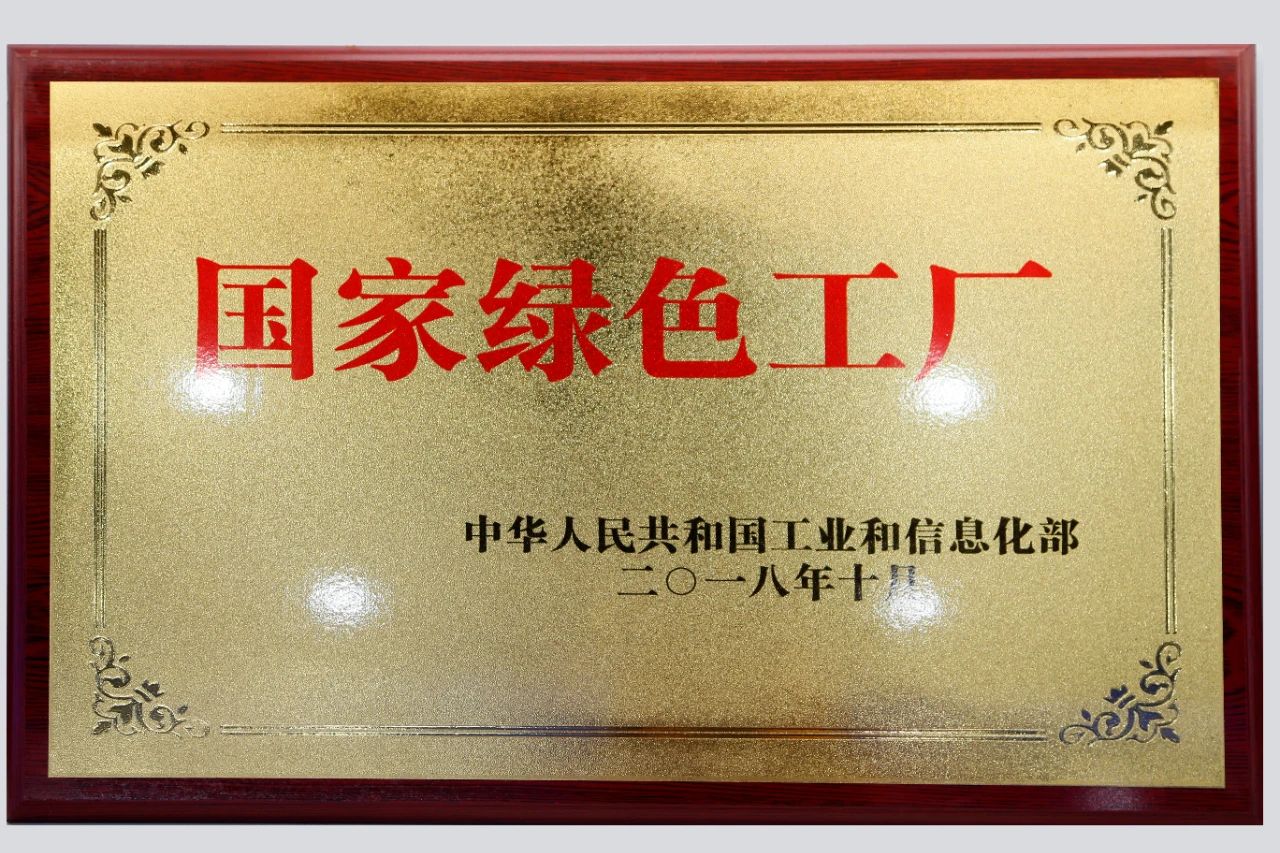 国家绿色工厂
中华人民共和国工业和信息化部
二〇一八年十月